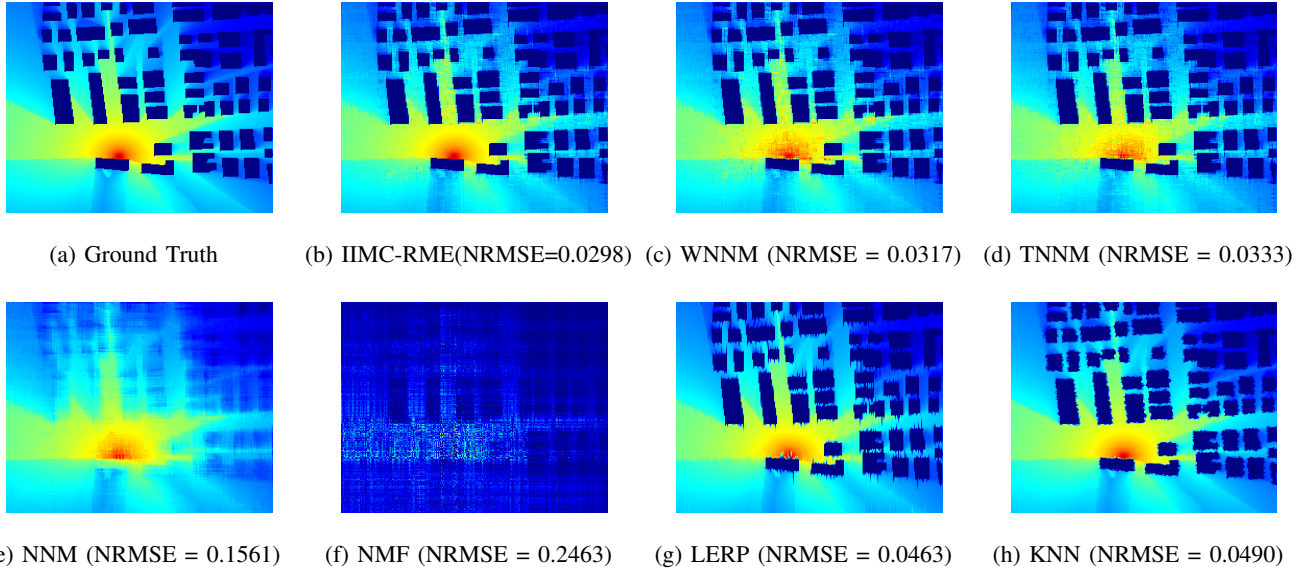 (a) Ground Truth
(b) IIMC-RME(NRMSE=0.0298)
(c) WNNM (NRMSE = 0.0317)
(d) TNNM (NRMSE = 0.0333)
e) NNM (NRMSE = 0.1561)
(f) NMF (NRMSE = 0.2463)
(g) LERP (NRMSE = 0.0463)
(h) KNN (NRMSE = 0.0490)